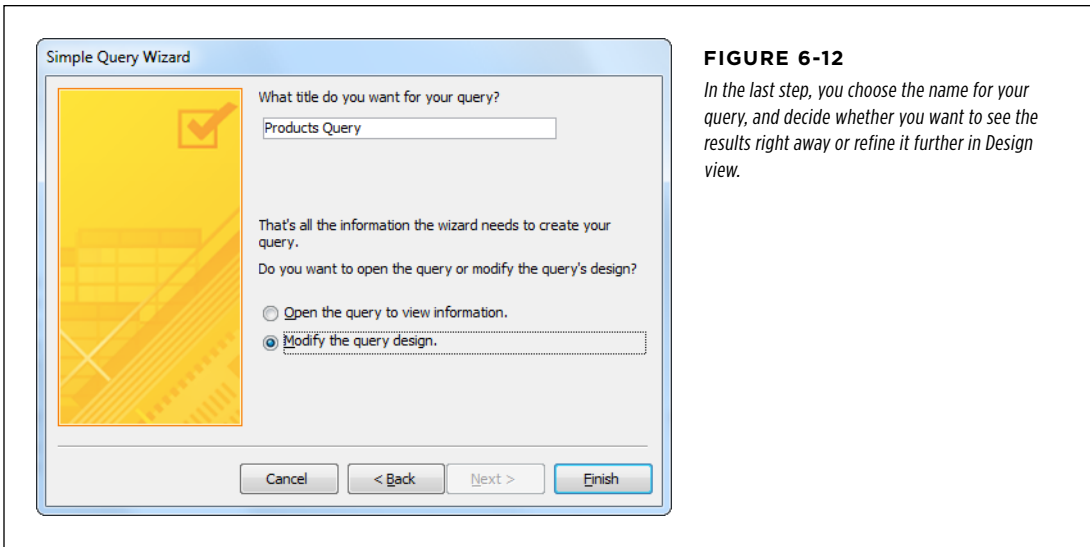 Simple Query Wizard
What title do you want for your query?
Products Query
That's all the information the wizard needs to create your
query.
Do you want to open the query or modify the query's design?
Open the query to view information.
Modify the query design.
Cancel
< Back
Next >
Finish
FIGURE 6-12
In the last step, you choose the name for your
query, and decide whether you want to see the
results right away or refine it further in Design
view.